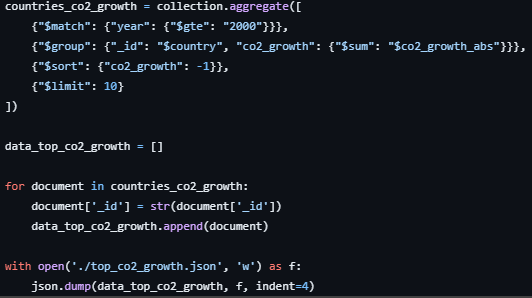 countries_co2_growth = collection.aggregate([
    {"$match": {"year": {"$gte": "2000"}}},
    {"$group": {"_id": "$country", "co2_growth": {"$sum": "$co2_growth_abs"}}},
    {"$sort": {"co2_growth": -1}},
    {"$limit": 10}
])

data_top_co2_growth = []

for document in countries_co2_growth:
    document['_id'] = str(document['_id'])
    data_top_co2_growth.append(document)

with open('./top_co2_growth.json', 'w') as f:
    json.dump(data_top_co2_growth, f, indent=4)